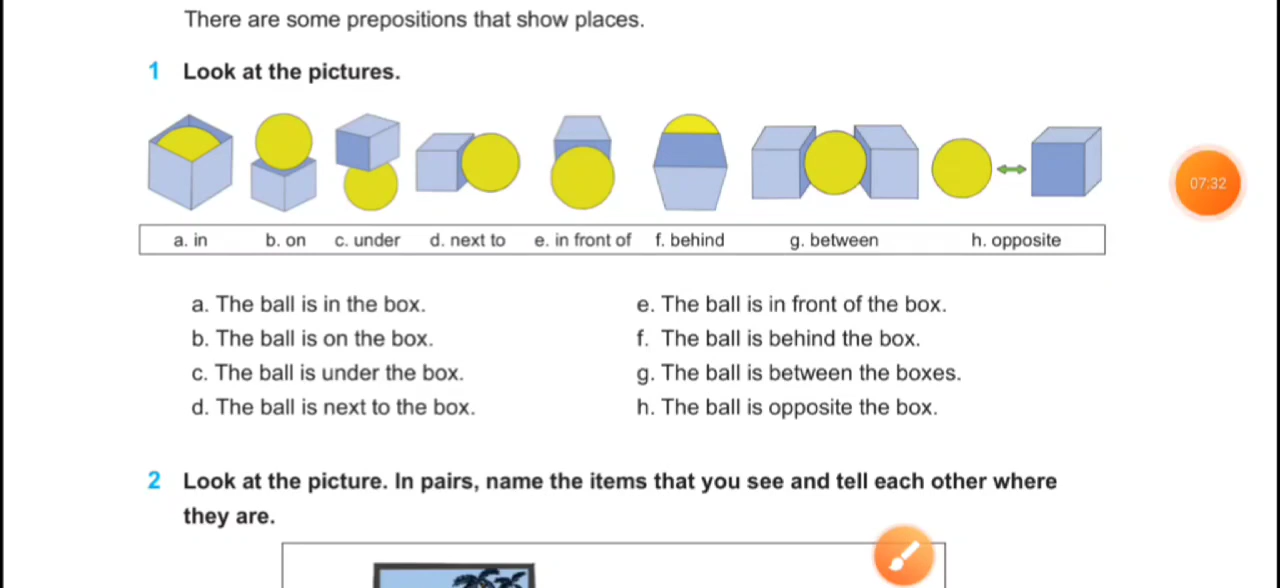 There are some prepositions that show places.
1 Look at the pictures.
07:32
a. in b. on c. under d. next to e. in front of f. behind g. between h. opposite
a. The ball is in the box.
b. The ball is on the box.
c. The ball is under the box.
d. The ball is next to the box.
e. The ball is in front of the box.
f. The ball is behind the box.
g. The ball is between the boxes.
h. The ball is opposite the box.
2 Look at the picture. In pairs, name the items that you see and tell each other where
they are.